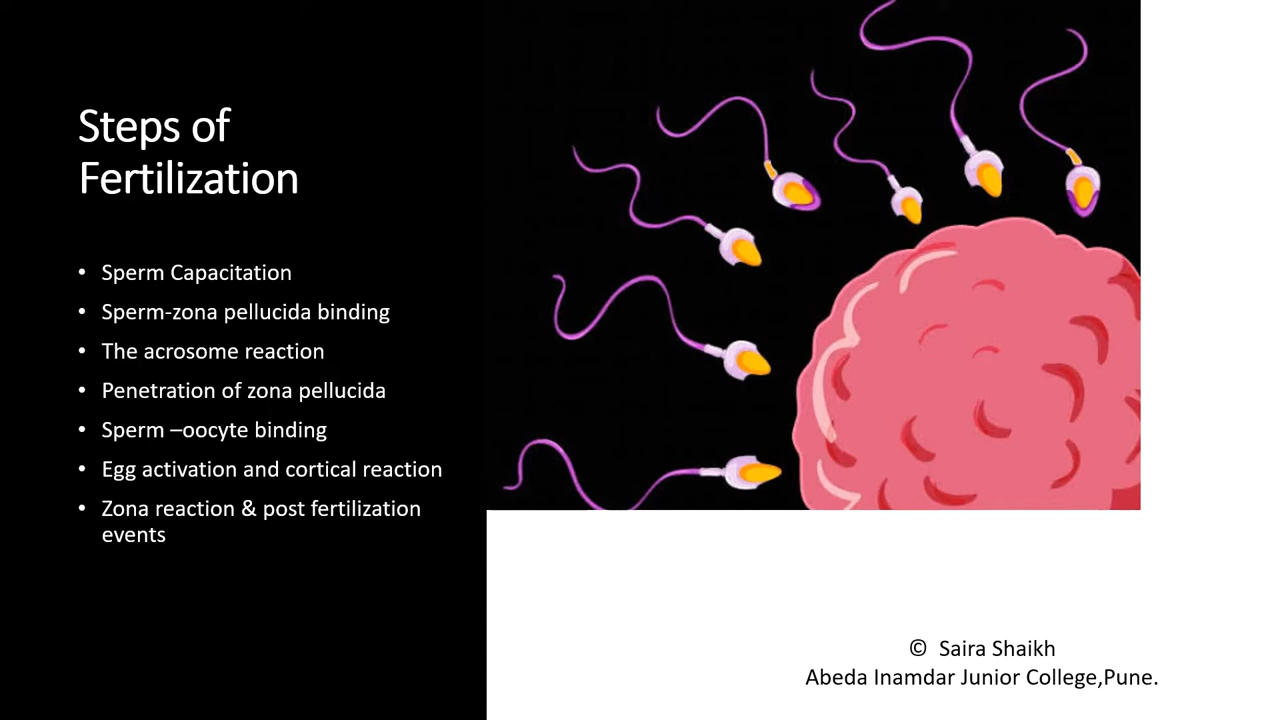 Steps of
Fertilization
• Sperm Capacitation
• Sperm-zona pellucida binding
• The acrosome reaction
• Penetration of zona pellucida
• Sperm –oocyte binding
• Egg activation and cortical reaction
• Zona reaction & post fertilization
events
© Saira Shaikh
Abeda Inamdar Junior College,Pune.